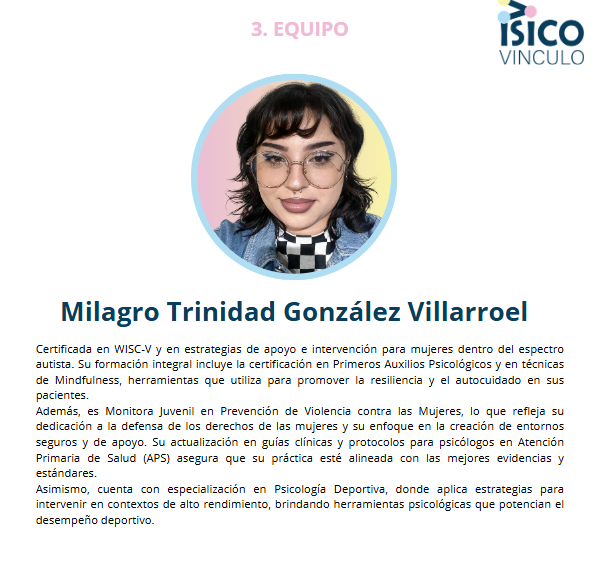 3. EQUIPO
ISICO
VINCULO
Milagro Trinidad González Villarroel
Certificada en WISC-V y en estrategias de apoyo e intervención para mujeres dentro del espectro
autista. Su formación integral incluye la certificación en Primeros Auxilios Psicológicos y en técnicas
de Mindfulness, herramientas que utiliza para promover la resiliencia y el autocuidado en sus
pacientes.
Además, es Monitora Juvenil en Prevención de Violencia contra las Mujeres, lo que refleja su
dedicación a la defensa de los derechos de las mujeres y su enfoque en la creación de entornos
seguros y de apoyo. Su actualización en guías clínicas y protocolos para psicólogos en Atención
Primaria de Salud (APS) asegura que su práctica esté alineada con las mejores evidencias y
estándares.
Asimismo, cuenta con especialización en Psicología Deportiva, donde aplica estrategias para
intervenir en contextos de alto rendimiento, brindando herramientas psicológicas que potencian el
desempeño deportivo.